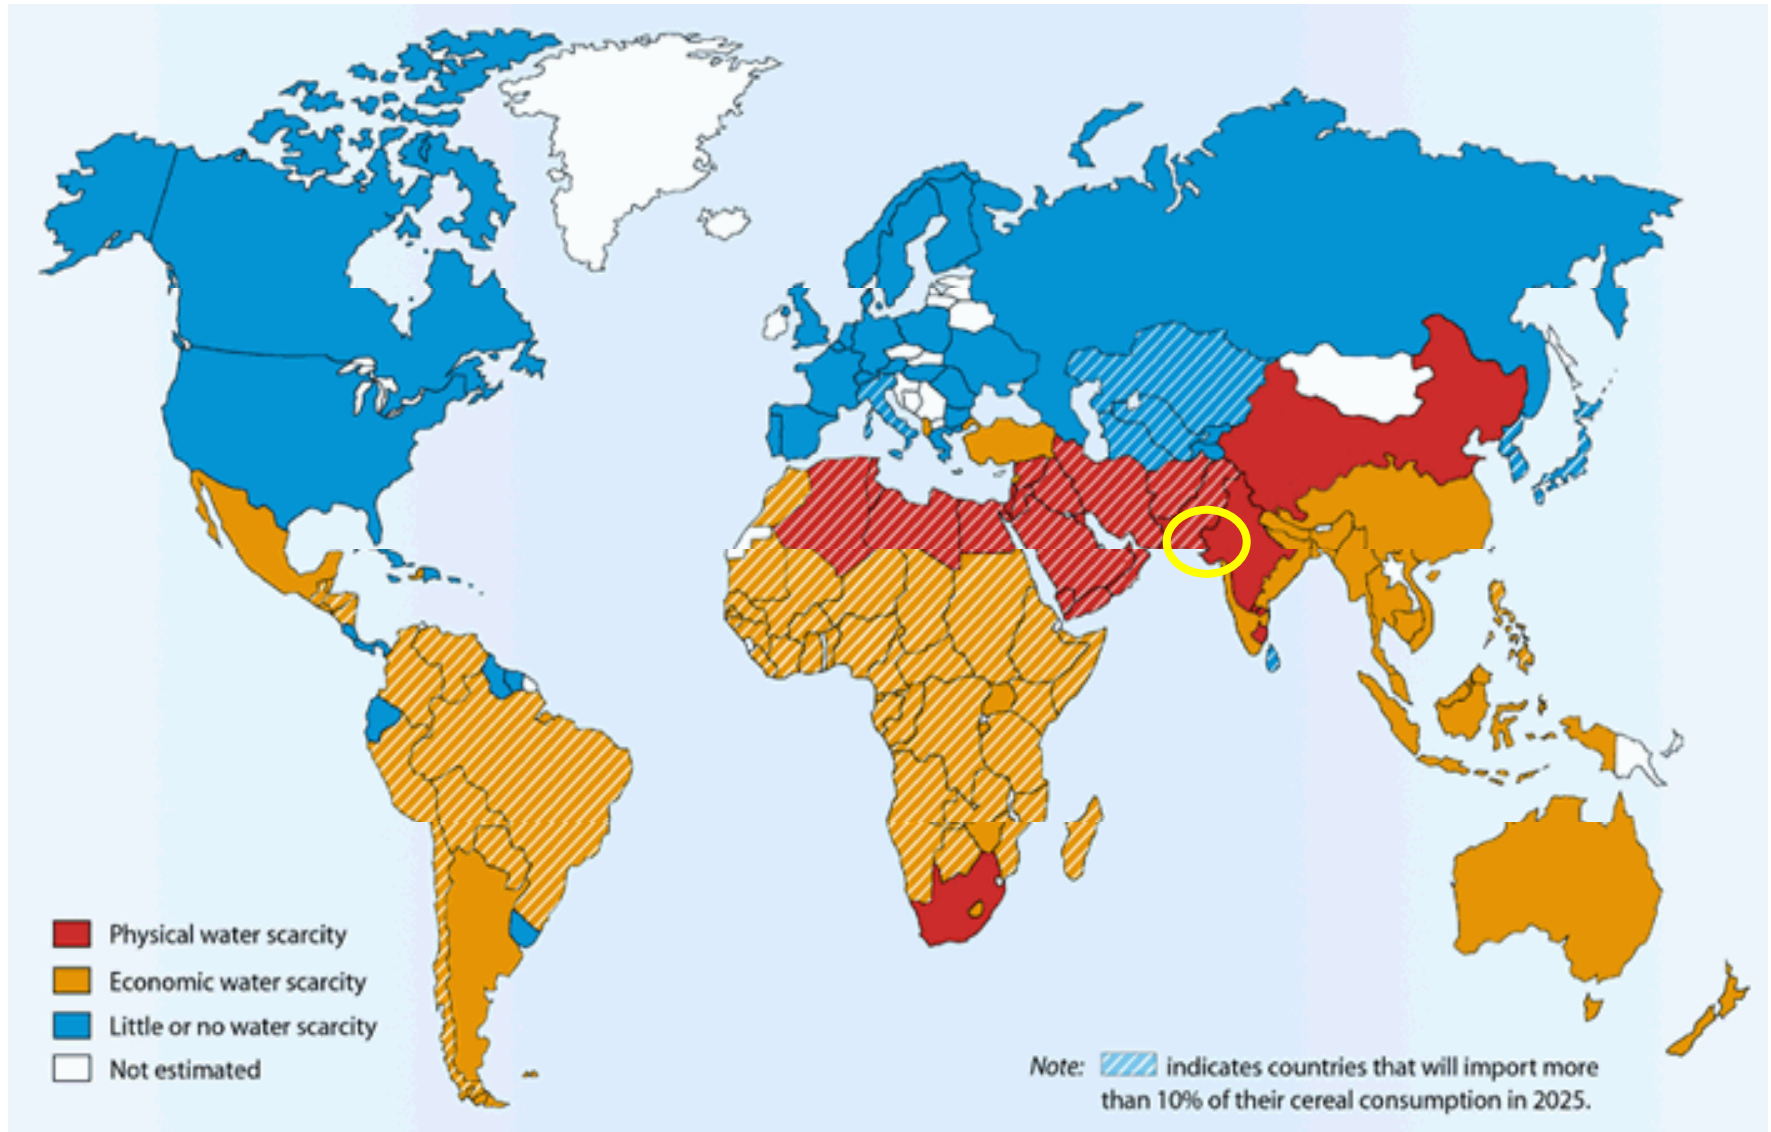 Physical water scarcity
Economic water scarcity
Little or no water scarcity
Not estimated
Note: indicates countries that will import more
than 10% of their cereal consumption in 2025.